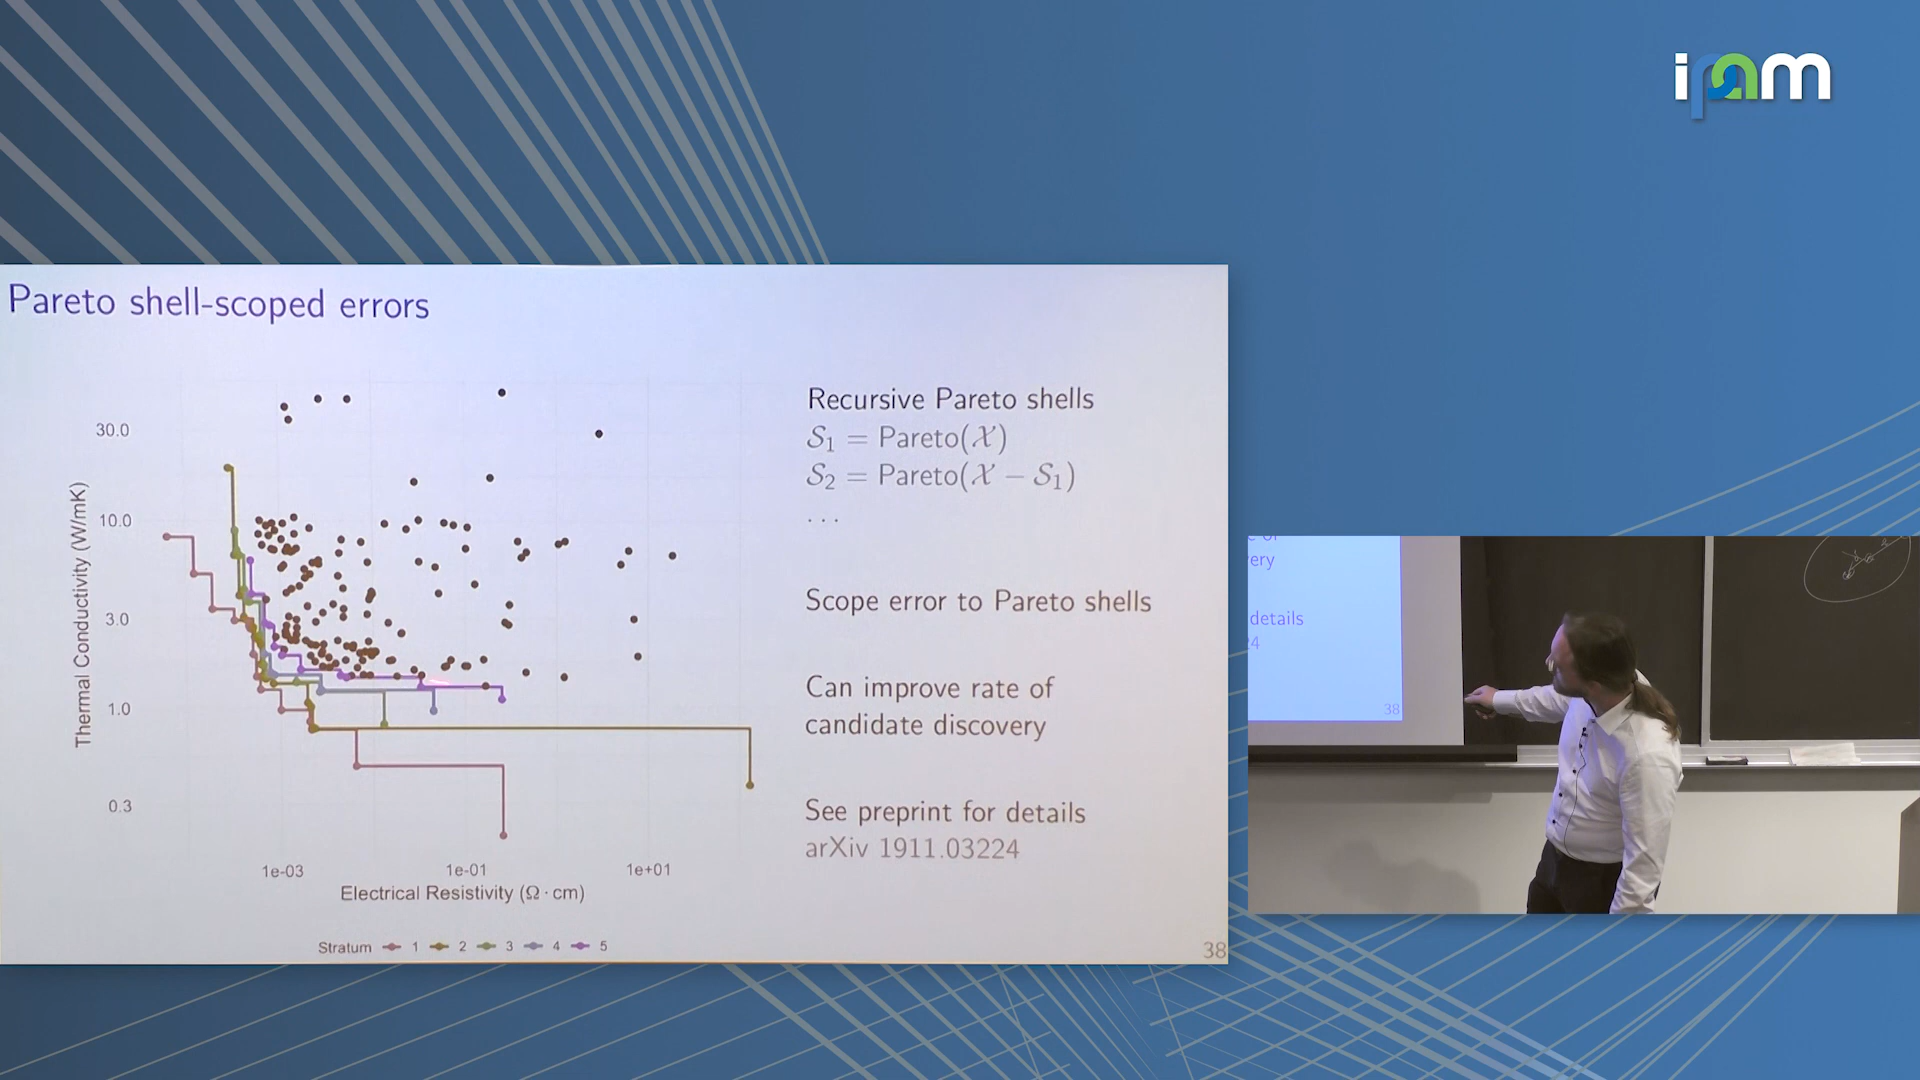 ipam
Pareto shell-scoped errors
30.0
10.0
3.0
1.0
0.3
Thermal Conductivity (W/mK)
1e-03 1e-01 1e+01
Electrical Resistivity (Ω · cm)
Stratum 1 2 3 4 5
Recursive Pareto shells
𝒮₁ = Pareto(𝒳)
𝒮₂ = Pareto(𝒳 − 𝒮₁)
...
Scope error to Pareto shells
Can improve rate of
candidate discovery
See preprint for details
arXiv 1911.03224
38
ery
details
24
38